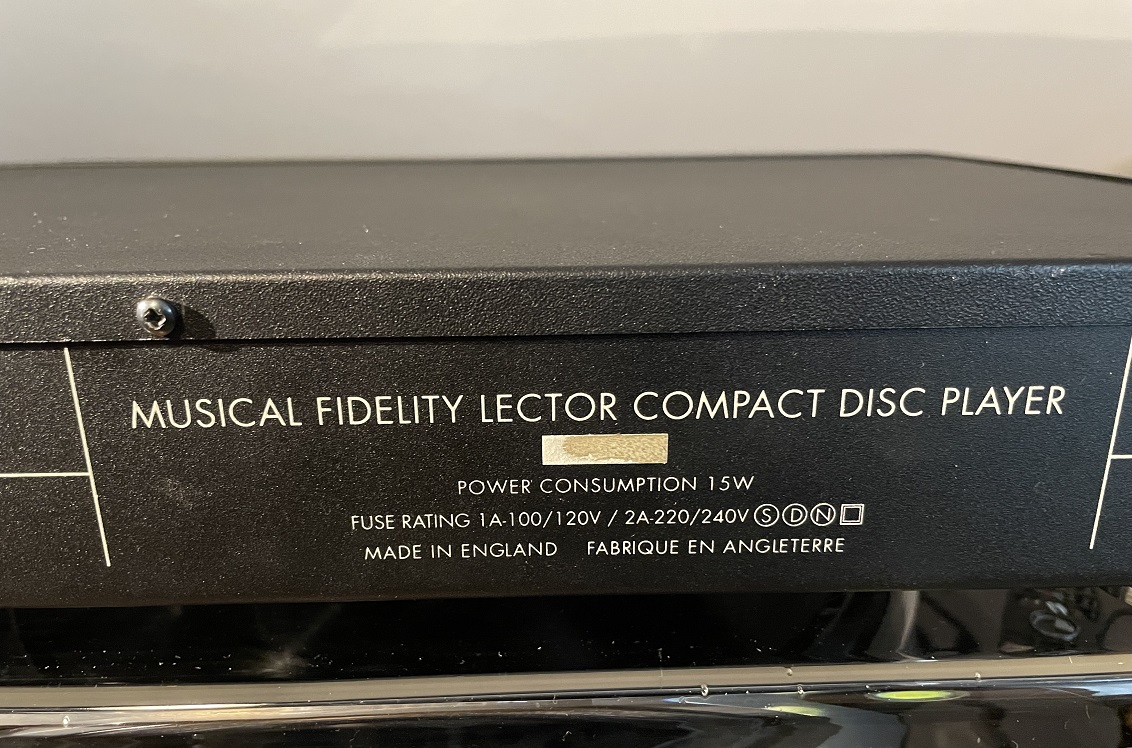 MUSICAL FIDELITY LECTOR COMPACT DISC PLAYER
POWER CONSUMPTION 15W
FUSE RATING 1A-100/120V / 2A-220/240V Ⓢ Ⓓ Ⓝ
MADE IN ENGLAND FABRIQUE EN ANGLETERRE